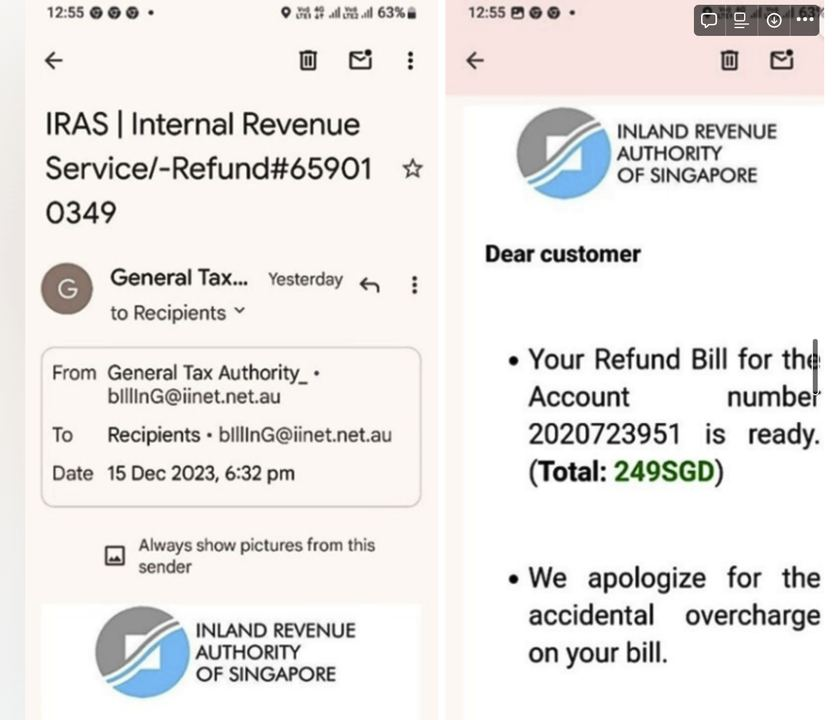 12:55
63%
IRAS | Internal Revenue
Service/-Refund#65901
0349
G
General Tax... Yesterday
to Recipients
From General Tax Authority_ •
bIllInG@iinet.net.au
To Recipients • bIllInG@iinet.net.au
Date 15 Dec 2023, 6:32 pm
Always show pictures from this
sender
INLAND REVENUE
AUTHORITY
OF SINGAPORE
12:55
INLAND REVENUE
AUTHORITY
OF SINGAPORE
Dear customer
• Your Refund Bill for the
Account number
2020723951 is ready.
(Total: 249SGD)
• We apologize for the
accidental overcharge
on your bill.